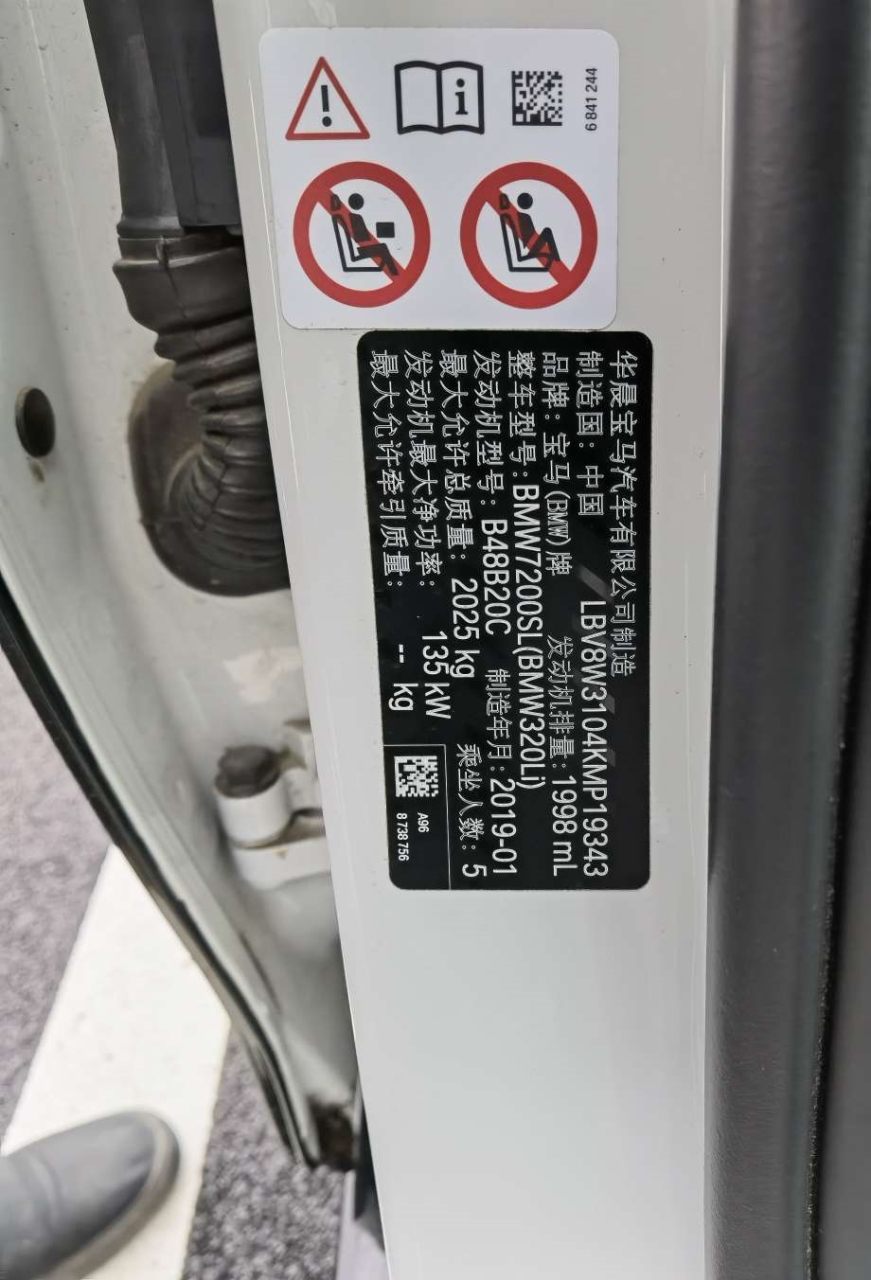 6 841 244
华晨宝马汽车有限公司制造
制造国：中国 LBV8W3104KMP19343
品牌：宝马(BMW)牌 发动机排量：1998 mL
整车型号：BMW7200SL(BMW320Li)
发动机型号：B48B20C 制造年月：2019-01
最大允许总质量：2025 kg 乘坐人数：5
发动机最大净功率：135 kW
最大允许牵引质量：-- kg
A96
8 738 756